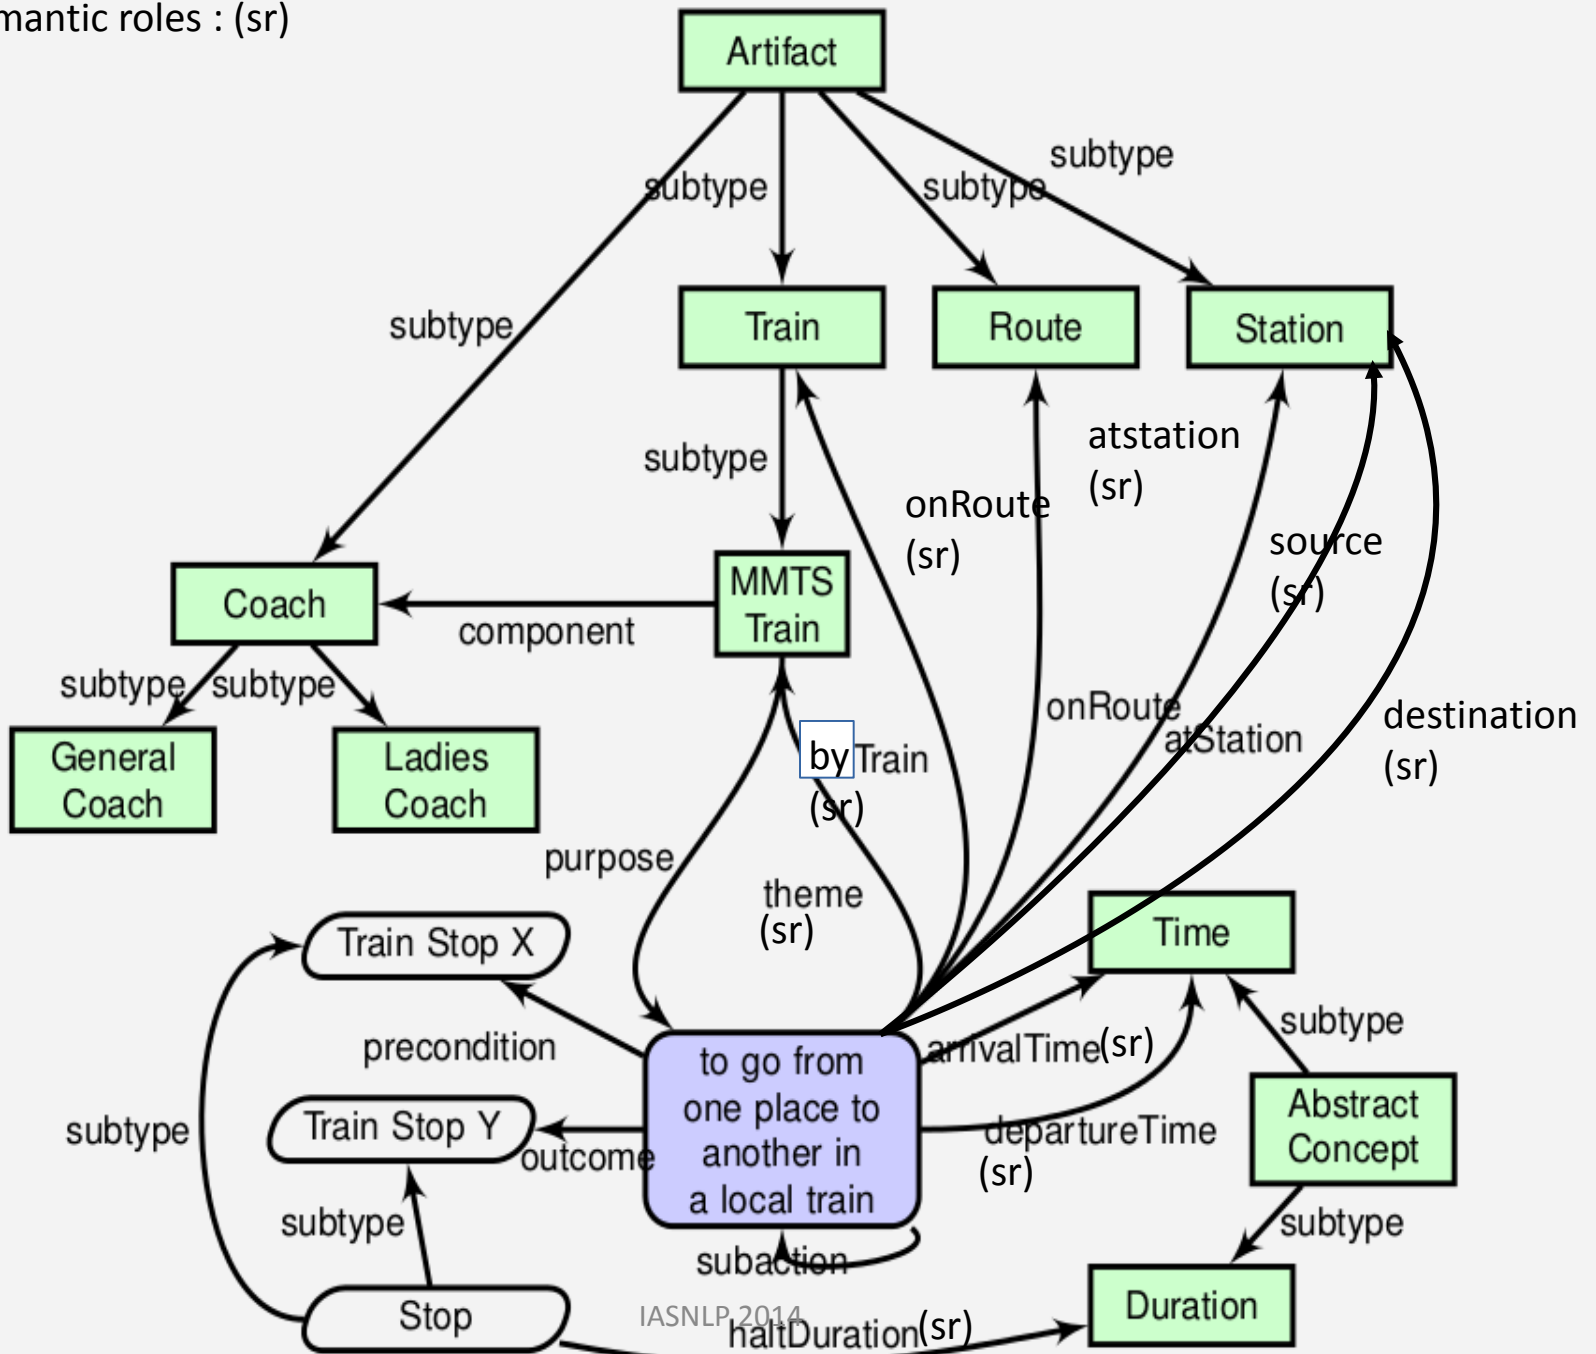 mantic roles : (sr)
Artifact
subtype
subtype
subtype
subtype
subtype
Train
Route
Station
atstation
(sr)
subtype
onRoute
(sr)
source
(sr)
MMTS
Train
Coach
component
subtype
subtype
onRoute
atStation
destination
(sr)
General
Coach
Ladies
Coach
by Train
(sr)
purpose
theme
(sr)
Train Stop X
Time
precondition
arrivalTime(sr)
subtype
to go from
one place to
another in
a local train
Abstract
Concept
subtype
Train Stop Y
outcome
departureTime
(sr)
subtype
subtype
subaction
Stop
IASNLP 2014
haltDuration(sr)
Duration